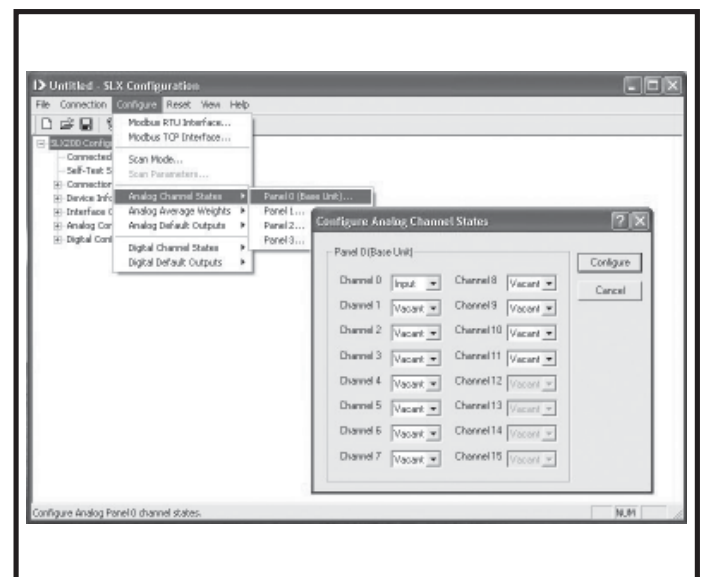 Untitled - SLX Configuration
File Connection Configure Reset View Help
Modbus RTU Interface...
Modbus TCP Interface...
Scan Mode...
Scan Parameters...
Analog Channel States
Analog Average Weights
Analog Default Outputs
Digital Channel States
Digital Default Outputs
Panel 0 (Base Unit)...
Panel 1...
Panel 2...
Panel 3...
SLX200 Config
Connected
Self-Test S
Connection
Device Info
Interface C
Analog Con
Digital Con
Configure Analog Channel States
Panel 0 (Base Unit)
Channel 0 Input Channel 8 Vacant
Channel 1 Vacant Channel 9 Vacant
Channel 2 Vacant Channel 10 Vacant
Channel 3 Vacant Channel 11 Vacant
Channel 4 Vacant Channel 12 Vacant
Channel 5 Vacant Channel 13 Vacant
Channel 6 Vacant Channel 14 Vacant
Channel 7 Vacant Channel 15 Vacant
Configure
Cancel
Configure Analog Panel 0 channel states.
NUM